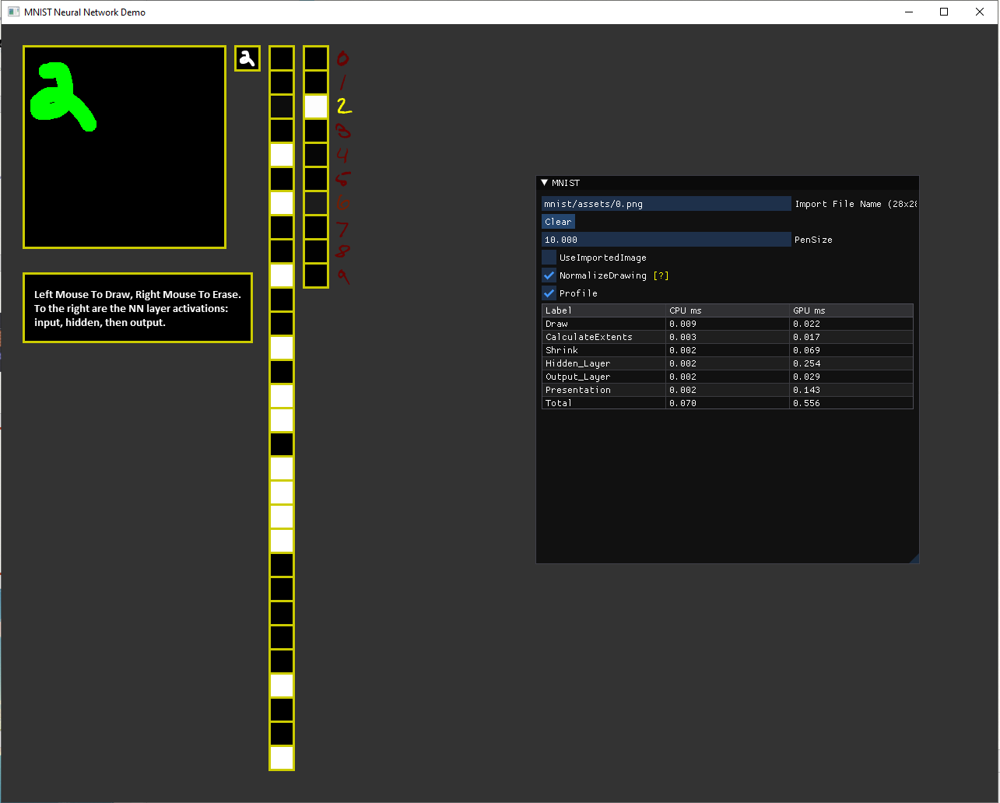 MNIST Neural Network Demo
2
2
0
1
2
3
4
5
6
7
8
9
Left Mouse To Draw, Right Mouse To Erase.
To the right are the NN layer activations:
input, hidden, then output.
MNIST
mnist/assets/0.png Import File Name (28x28
Clear
10.000 PenSize
UseImportedImage
NormalizeDrawing [?]
Profile
Label CPU ms GPU ms
Draw 0.009 0.022
CalculateExtents 0.003 0.017
Shrink 0.002 0.069
Hidden_Layer 0.002 0.254
Output_Layer 0.002 0.029
Presentation 0.002 0.143
Total 0.070 0.556